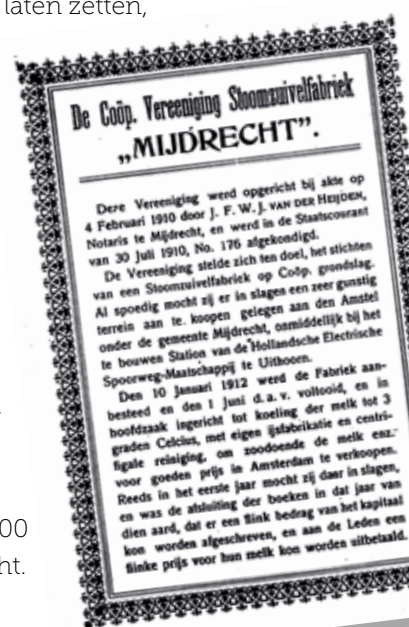 laten zetten,
De Coöp. Vereeniging Stoomzuivelfabriek
„MIJDRECHT”.
Deze Vereeniging werd opgericht bij akte op
4 Februari 1910 door J. F. W. J. VAN DER HEIJDEN,
Notaris te Mijdrecht, en werd in de Staatscourant
van 30 Juli 1910, No. 176 afgekondigd.
De Vereeniging stelde zich ten doel, het stichten
van een Stoomzuivelfabriek op Coöp. grondslag.
Al spoedig mocht zij er in slagen een zeer gunstig
terrein aan te koopen gelegen aan den Amstel
onder de gemeente Mijdrecht, onmiddellijk bij het
te bouwen Station van de Hollandsche Electrische
Spoorweg-Maatschappij te Uithoorn.
Den 10 Januari 1912 werd de Fabriek aan-
besteed en den 1 Juni d. a. v. voltooid, en in
hoofdzaak ingericht tot koeling der melk tot 3
graden Celcius, met eigen ijsfabrikatie en centri-
figale reiniging, om zoodoende de melk enz.
voor goeden prijs in Amsterdam te verkoopen.
Reeds in het eerste jaar mocht zij daar in slagen,
en was de afsluiting der boeken in dat jaar van
dien aard, dat er een flink bedrag van het kapitaal
kon worden afgeschreven, en aan de Leden een
flinke prijs voor hun melk kon worden uitbetaald.
00
ht.